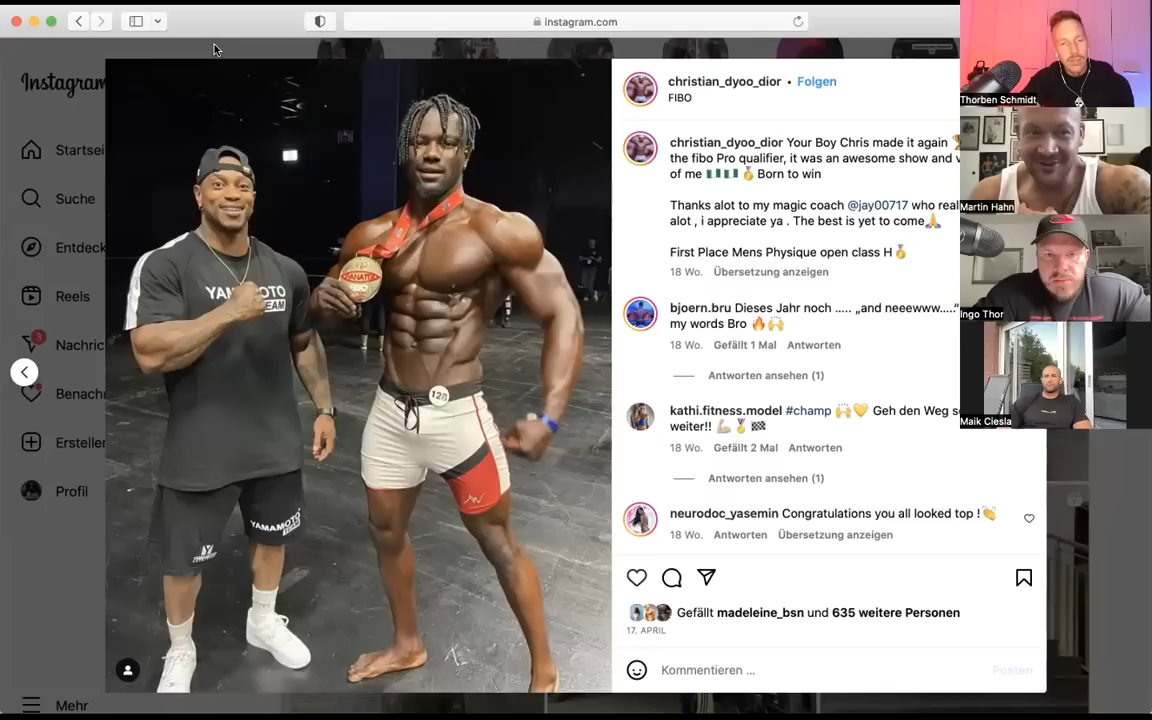 instagram.com
Instagram
Startsei
Suche
Entdeck
Reels
3
Nachric
Benach
Ersteller
Profil
Mehr
YAMOTO
TEAM
YAMAMOTO
128
christian_dyoo_dior • Folgen
FIBO
christian_dyoo_dior Your Boy Chris made it again
the fibo Pro qualifier, it was an awesome show and v
of me 🇳🇬🇳🇬🥇Born to win
Thanks alot to my magic coach @jay00717 who real
alot , i appreciate ya . The best is yet to come🙏
First Place Mens Physique open class H🥇
18 Wo. Übersetzung anzeigen
bjoern.bru Dieses Jahr noch ..... „and neeewww.....“
my words Bro 🔥🙌
18 Wo. Gefällt 1 Mal Antworten
Antworten ansehen (1)
kathi.fitness.model #champ 🙌💛 Geh den Weg s
weiter!! 💪🏅🏁
18 Wo. Gefällt 2 Mal Antworten
Antworten ansehen (1)
neurodoc_yasemin Congratulations you all looked top !👏
18 Wo. Antworten Übersetzung anzeigen
Gefällt madeleine_bsn und 635 weitere Personen
17. APRIL
Kommentieren ...
Posten
Thorben Schmidt
Martin Hahn
Ingo Thor
Maik Ciesla